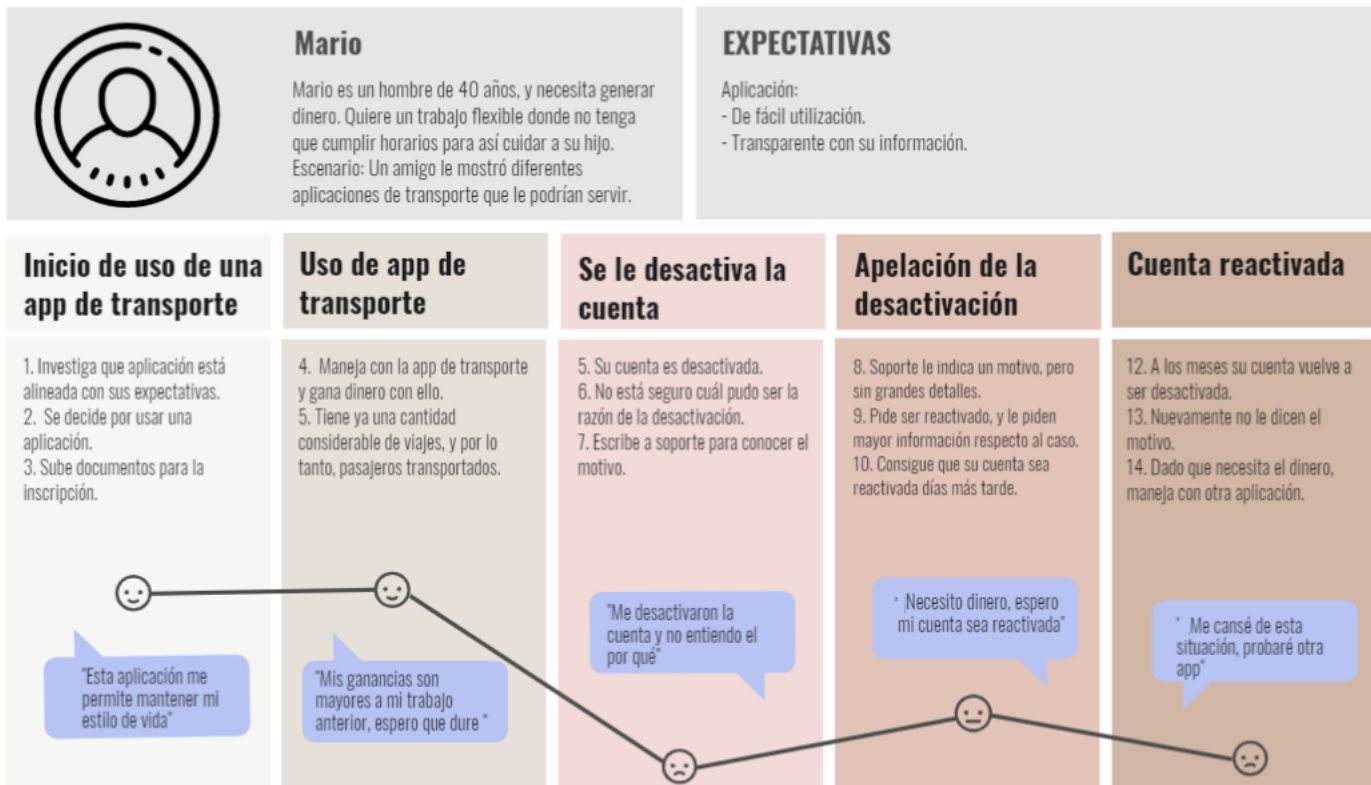 Mario
Mario es un hombre de 40 años, y necesita generar
dinero. Quiere un trabajo flexible donde no tenga
que cumplir horarios para así cuidar a su hijo.
Escenario: Un amigo le mostró diferentes
aplicaciones de transporte que le podrían servir.
EXPECTATIVAS
Aplicación:
- De fácil utilización.
- Transparente con su información.
Inicio de uso de una
app de transporte
1. Investiga que aplicación está
alineada con sus expectativas.
2. Se decide por usar una
aplicación.
3. Sube documentos para la
inscripción.
"Esta aplicación me
permite mantener mi
estilo de vida"
Uso de app de
transporte
4. Maneja con la app de transporte
y gana dinero con ello.
5. Tiene ya una cantidad
considerable de viajes, y por lo
tanto, pasajeros transportados.
"Mis ganancias son
mayores a mi trabajo
anterior, espero que dure "
Se le desactiva la
cuenta
5. Su cuenta es desactivada.
6. No está seguro cuál pudo ser la
razón de la desactivación.
7. Escribe a soporte para conocer el
motivo.
"Me desactivaron la
cuenta y no entiendo el
por qué"
Apelación de la
desactivación
8. Soporte le indica un motivo, pero
sin grandes detalles.
9. Pide ser reactivado, y le piden
mayor información respecto al caso.
10. Consigue que su cuenta sea
reactivada días más tarde.
" Necesito dinero, espero
mi cuenta sea reactivada"
Cuenta reactivada
12. A los meses su cuenta vuelve a
ser desactivada.
13. Nuevamente no le dicen el
motivo.
14. Dado que necesita el dinero,
maneja con otra aplicación.
" Me cansé de esta
situación, probaré otra
app"